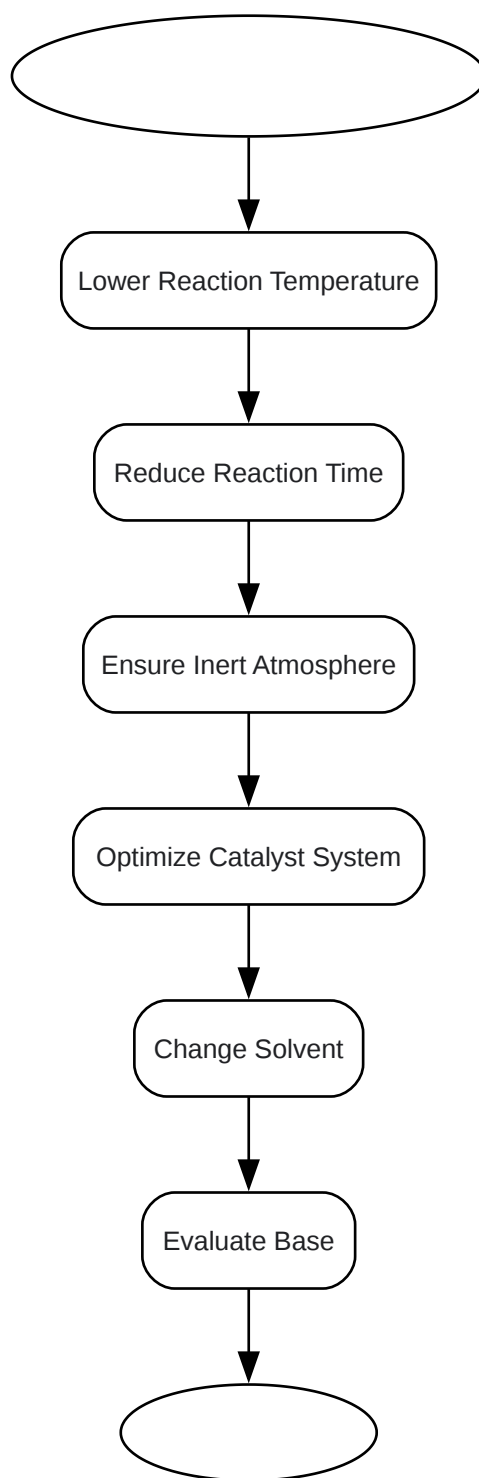 Lower Reaction Temperature
Reduce Reaction Time
Ensure Inert Atmosphere
Optimize Catalyst System
Change Solvent
Evaluate Base